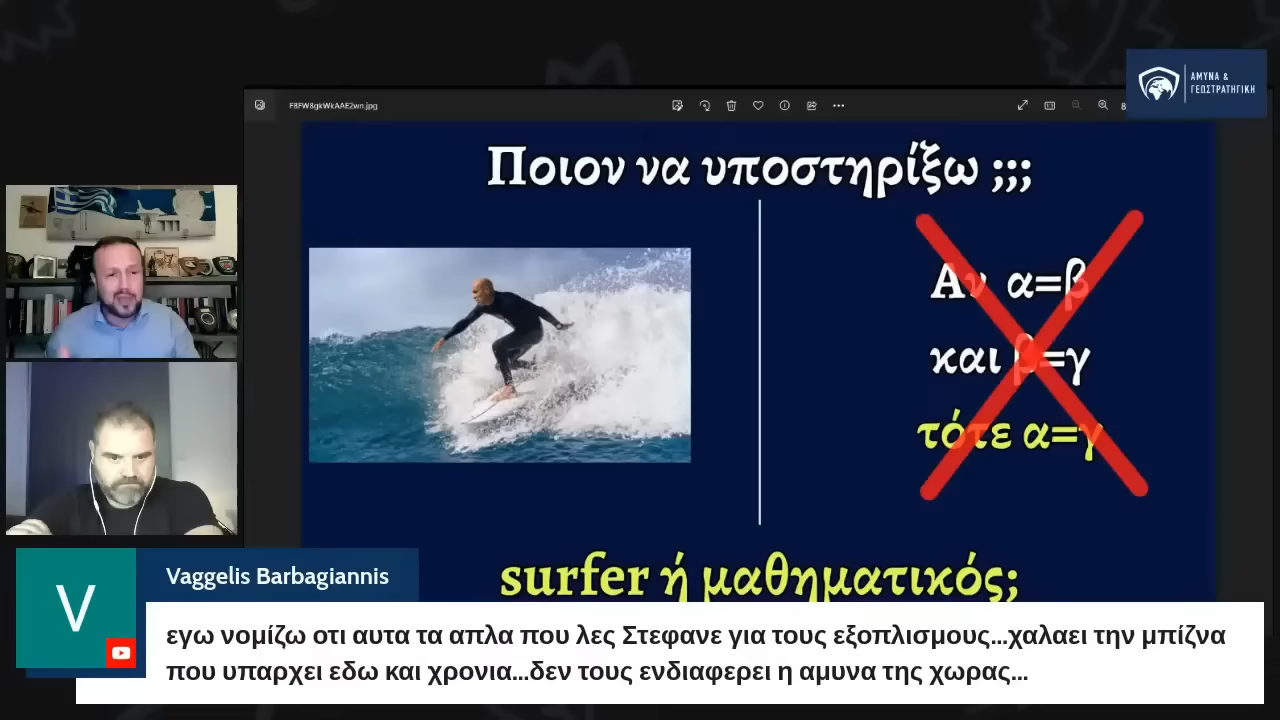 ΑΜΥΝΑ &
ΓΕΩΣΤΡΑΤΗΓΙΚΗ
F8FW8gkWkAAE2wn.jpg
Ποιον να υποστηρίξω ;;;
Αν α=β
και β=γ
τότε α=γ
surfer ή μαθηματικός;
V
Vaggelis Barbagiannis
εγω νομίζω οτι αυτα τα απλα που λες Στεφανε για τους εξοπλισμους...χαλαει την μπίζνα
που υπαρχει εδω και χρονια...δεν τους ενδιαφερει η αμυνα της χωρας...